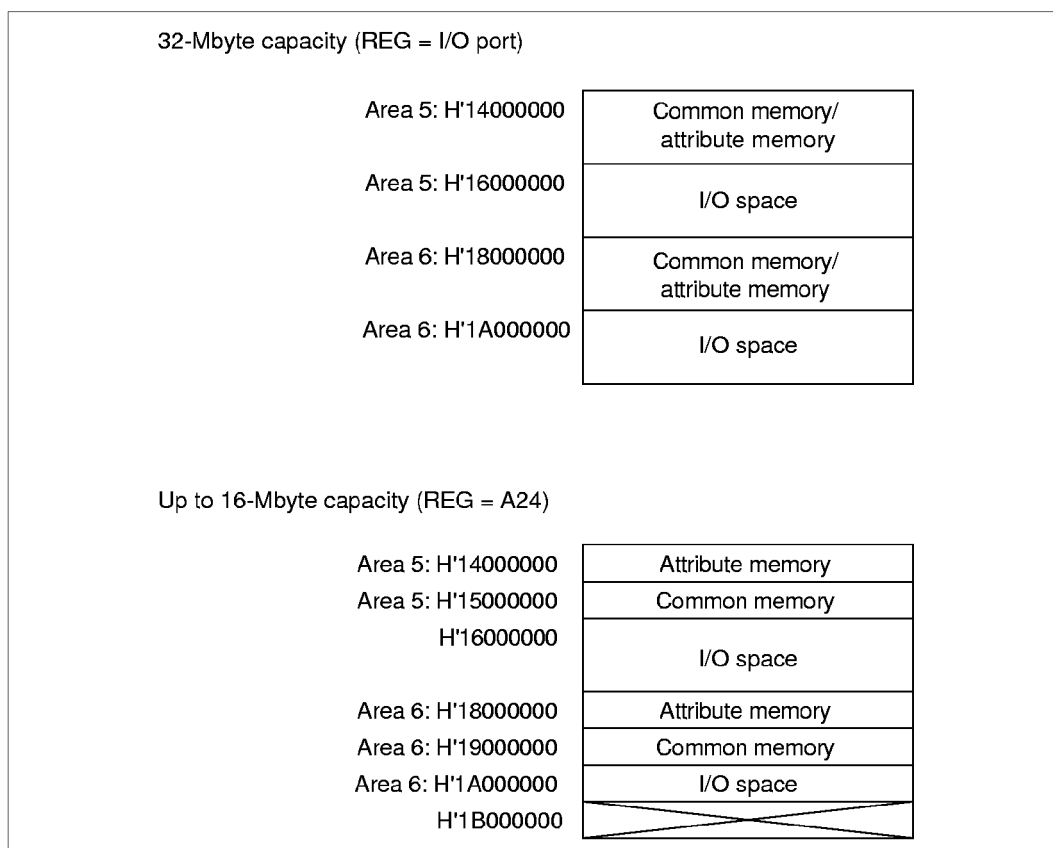 32-Mbyte capacity (REG = I/O port)
Area 5: H'14000000
Common memory/
attribute memory
Area 5: H'16000000
I/O space
Area 6: H'18000000
Common memory/
attribute memory
Area 6: H'1A000000
I/O space
Up to 16-Mbyte capacity (REG = A24)
Area 5: H'14000000
Attribute memory
Area 5: H'15000000
Common memory
H'16000000
I/O space
Area 6: H'18000000
Attribute memory
Area 6: H'19000000
Common memory
Area 6: H'1A000000
I/O space
H'1B000000